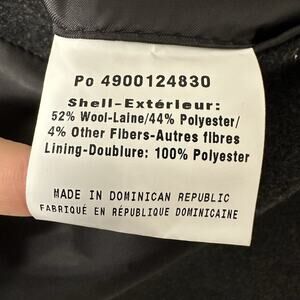 Po 4900124830
Shell-Extérieur:
52% Wool-Laine/44% Polyester/
4% Other Fibers-Autres fibres
Lining-Doublure: 100% Polyester
MADE IN DOMINICAN REPUBLIC
FABRIQUÉ EN RÉPUBLIQUE DOMINICAINE